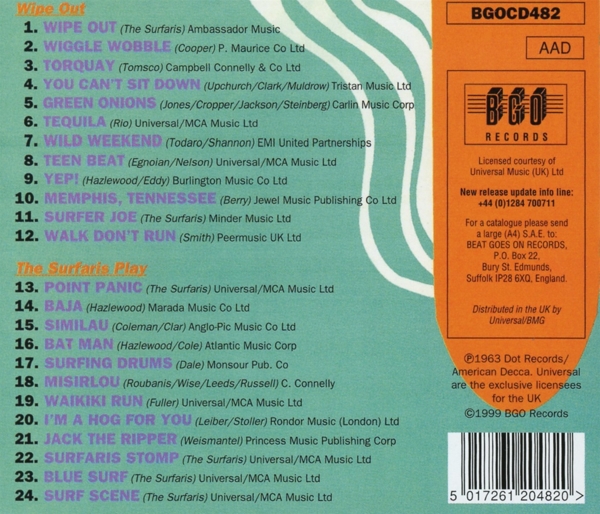 Wipe Out
1. WIPE OUT (The Surfaris) Ambassador Music
2. WIGGLE WOBBLE (Cooper) P. Maurice Co Ltd
3. TORQUAY (Tomsco) Campbell Connelly & Co Ltd
4. YOU CAN'T SIT DOWN (Upchurch/Clark/Muldrow) Tristan Music Ltd
5. GREEN ONIONS (Jones/Cropper/Jackson/Steinberg) Carlin Music Corp
6. TEQUILA (Rio) Universal/MCA Music Ltd
7. WILD WEEKEND (Todaro/Shannon) EMI United Partnerships
8. TEEN BEAT (Egnoian/Nelson) Universal/MCA Music Ltd
9. YEP! (Hazlewood/Eddy) Burlington Music Co Ltd
10. MEMPHIS, TENNESSEE (Berry) Jewel Music Publishing Co Ltd
11. SURFER JOE (The Surfaris) Minder Music Ltd
12. WALK DON'T RUN (Smith) Peermusic UK Ltd
The Surfaris Play
13. POINT PANIC (The Surfaris) Universal/MCA Music Ltd
14. BAJA (Hazlewood) Marada Music Co Ltd
15. SIMILAU (Coleman/Clar) Anglo-Pic Music Co Ltd
16. BAT MAN (Hazlewood/Cole) Atlantic Music Corp
17. SURFING DRUMS (Dale) Monsour Pub. Co
18. MISIRLOU (Roubanis/Wise/Leeds/Russell) C. Connelly
19. WAIKIKI RUN (Fuller) Universal/MCA Music Ltd
20. I'M A HOG FOR YOU (Leiber/Stoller) Rondor Music (London) Ltd
21. JACK THE RIPPER (Weismantel) Princess Music Publishing Corp
22. SURFARIS STOMP (The Surfaris) Universal/MCA Music Ltd
23. BLUE SURF (The Surfaris) Universal/MCA Music Ltd
24. SURF SCENE (The Surfaris) Universal/MCA Music Ltd
BGOCD482
AAD
BGO
RECORDS
Licensed courtesy of
Universal Music (UK) Ltd
New release update info line:
+44 (0)1284 700711
For a catalogue please send
a large (A4) S.A.E. to:
BEAT GOES ON RECORDS,
P.O. Box 22,
Bury St. Edmunds,
Suffolk IP28 6XQ, England.
Distributed in the UK by
Universal/BMG
℗1963 Dot Records/
American Decca. Universal
are the exclusive licensees
for the UK
©1999 BGO Records
5 017261 204820 >